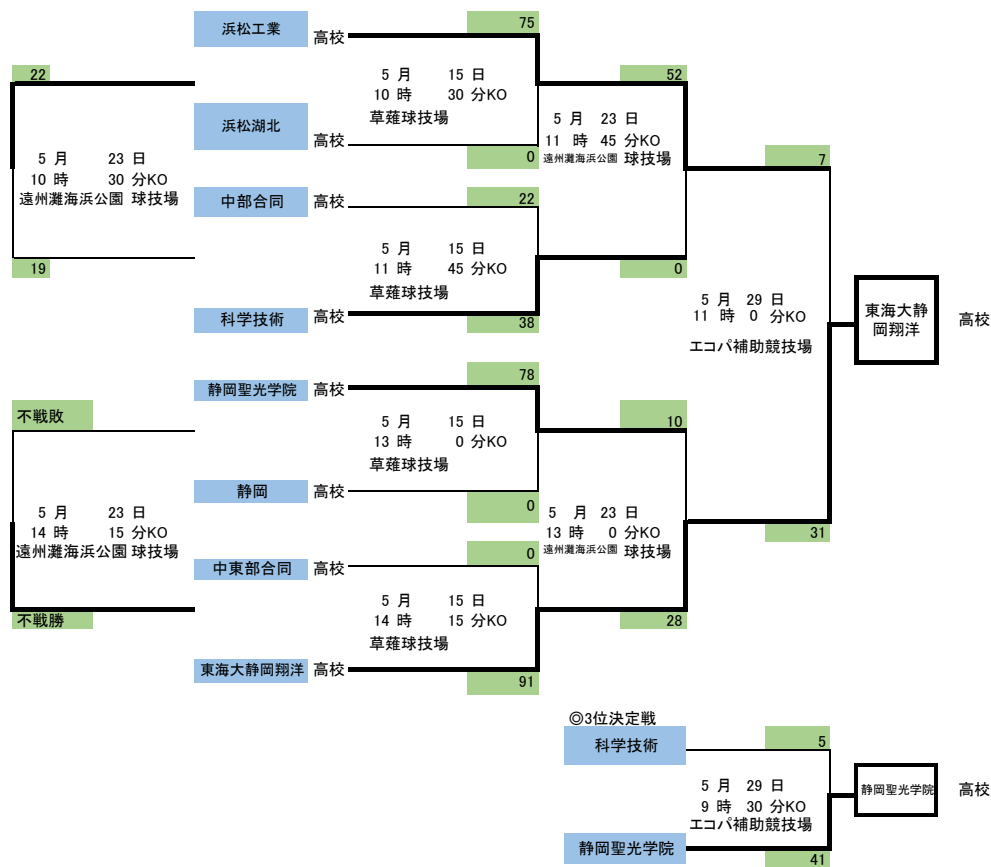 浜松工業 高校
75
22
5 月 15 日
10 時 30 分KO
草薙球技場
52
浜松湖北 高校
0
5 月 23 日
11 時 45 分KO
遠州灘海浜公園 球技場
5 月 23 日
10 時 30 分KO
遠州灘海浜公園 球技場
7
中部合同 高校
22
5 月 15 日
11 時 45 分KO
草薙球技場
19
0
科学技術 高校
38
5 月 29 日
11 時 0 分KO
エコパ補助競技場
東海大静
岡翔洋
高校
静岡聖光学院 高校
78
不戦敗
5 月 15 日
13 時 0 分KO
草薙球技場
10
静岡 高校
0
5 月 23 日
14 時 15 分KO
遠州灘海浜公園 球技場
5 月 23 日
13 時 0 分KO
遠州灘海浜公園 球技場
31
中東部合同 高校
0
5 月 15 日
14 時 15 分KO
草薙球技場
不戦勝
28
東海大静岡翔洋 高校
91
◎3位決定戦
科学技術
5
5 月 29 日
9 時 30 分KO
エコパ補助競技場
静岡聖光学院 高校
静岡聖光学院
41